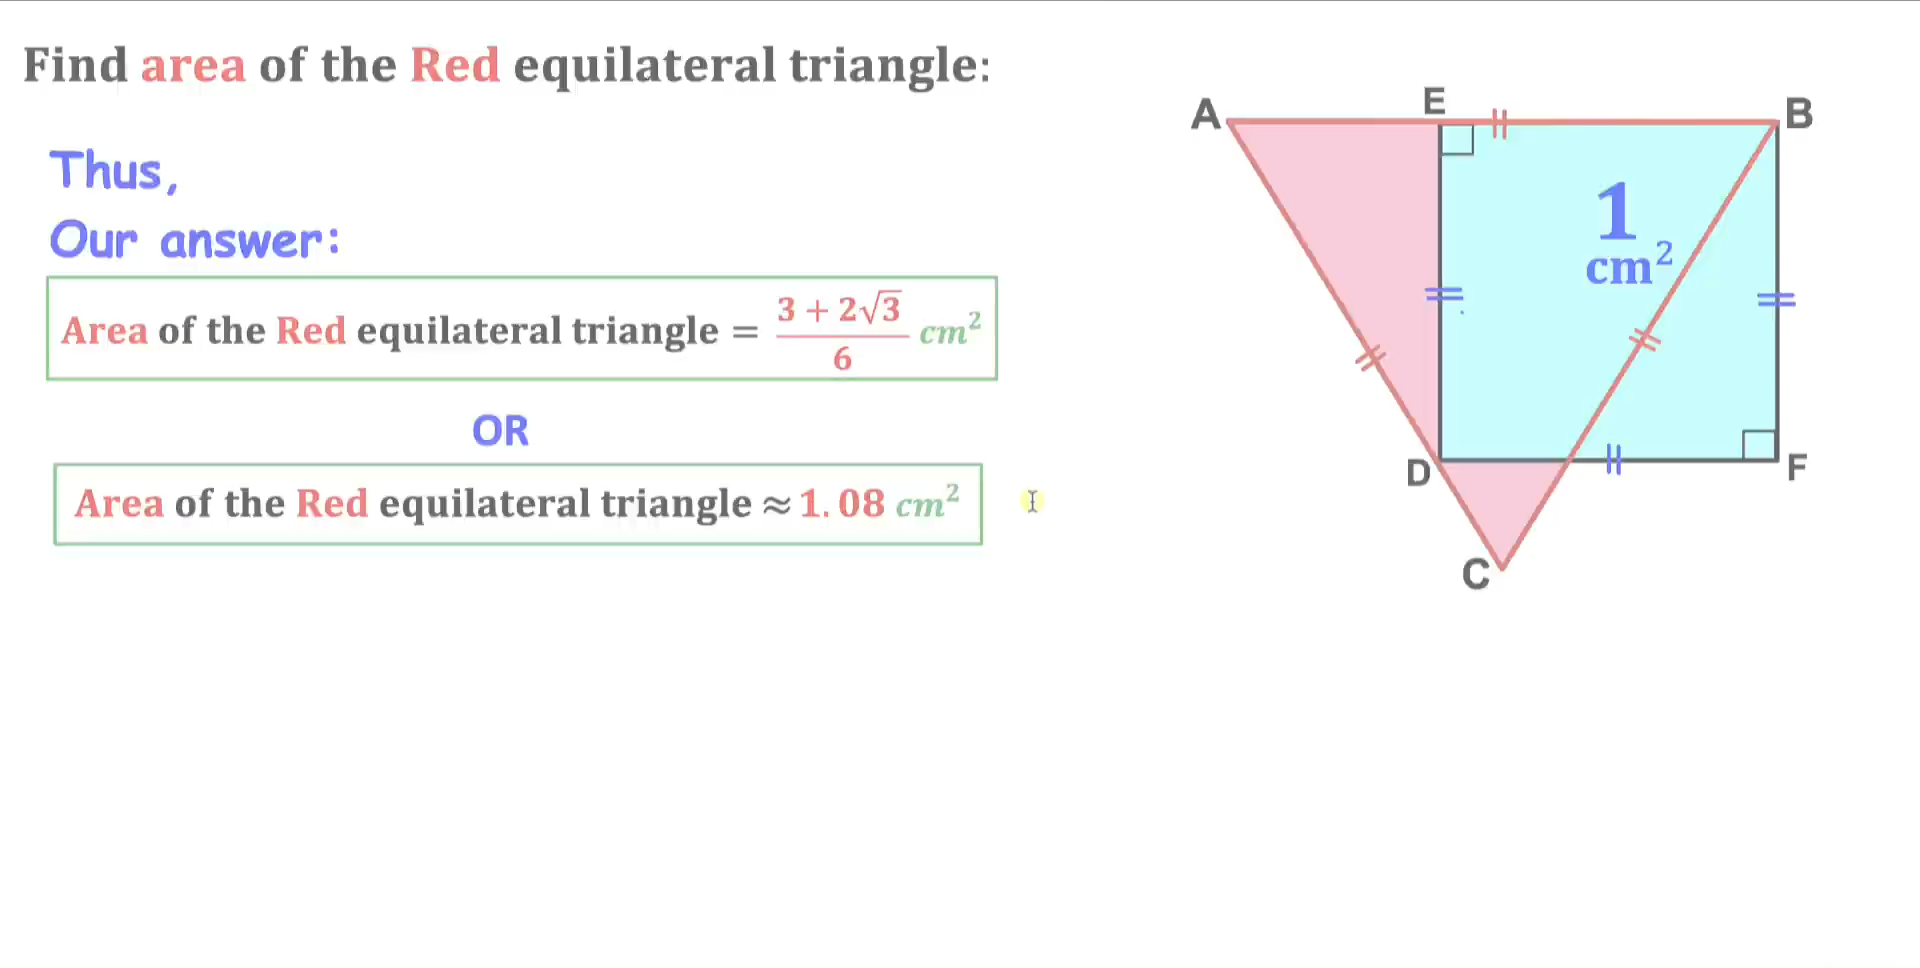 Find area of the Red equilateral triangle:
Thus,
Our answer:
Area of the Red equilateral triangle = (3 + 2√3)/6 cm²
OR
Area of the Red equilateral triangle ≈ 1.08 cm²
A
E
B
1
cm²
D
F
C